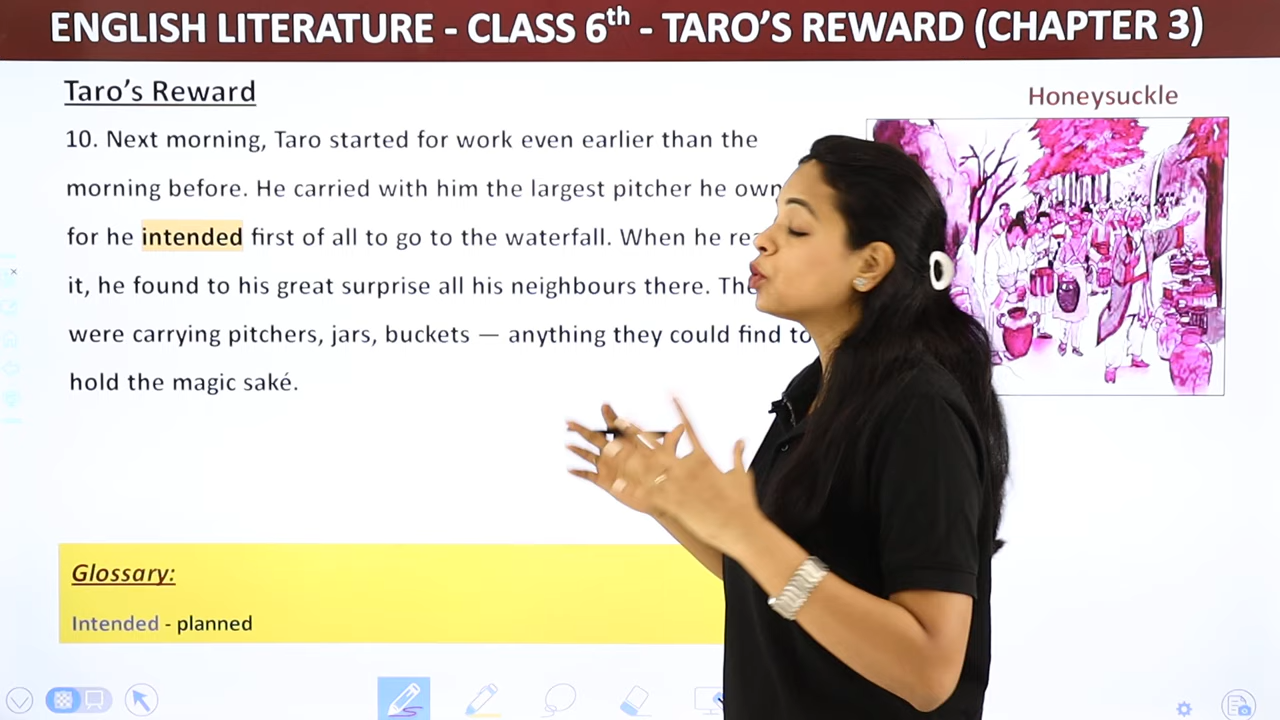 ENGLISH LITERATURE - CLASS 6th - TARO'S REWARD (CHAPTER 3)
Taro's Reward
Honeysuckle
10. Next morning, Taro started for work even earlier than the
morning before. He carried with him the largest pitcher he
for he intended first of all to go to the waterfall. When he
it, he found to his great surprise all his neighbours there.
were carrying pitchers, jars, buckets — anything they could find to
hold the magic saké.
Glossary:
Intended - planned